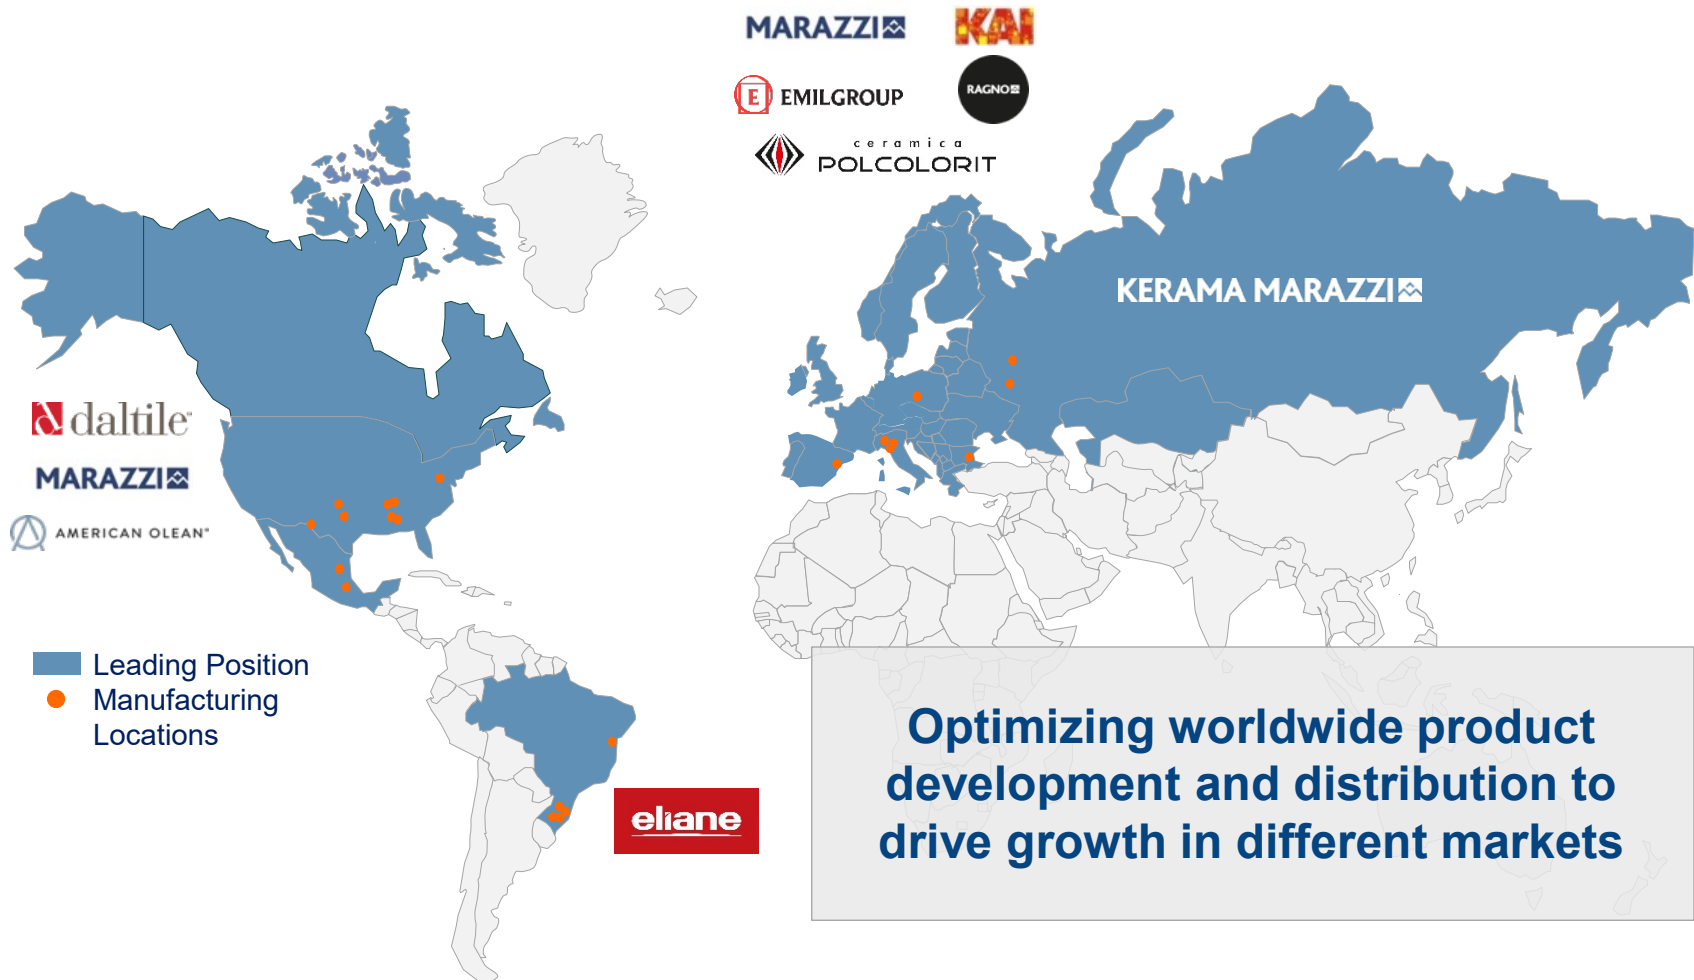 MARAZZI
KAI
E EMILGROUP
RAGNO
ceramica
POLCOLORIT
KERAMA MARAZZI
daltile
MARAZZI
AMERICAN OLEAN®
Leading Position
Manufacturing
Locations
eliane
Optimizing worldwide product
development and distribution to
drive growth in different markets